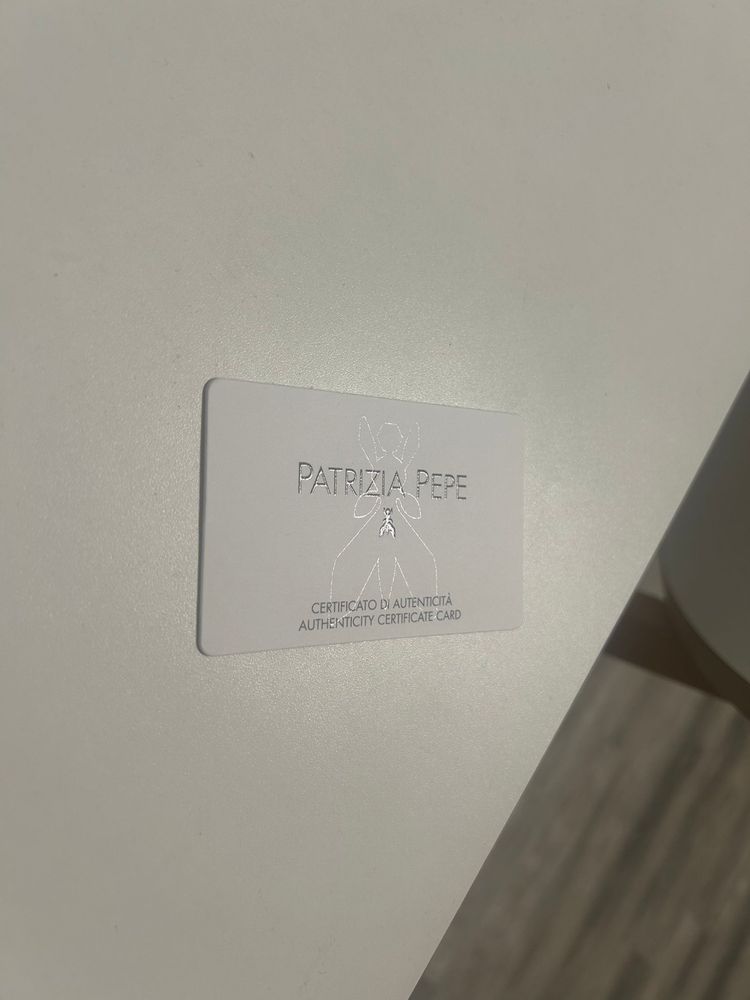 PATRIZIA PEPE
CERTIFICATO DI AUTENTICITÀ
AUTHENTICITY CERTIFICATE CARD